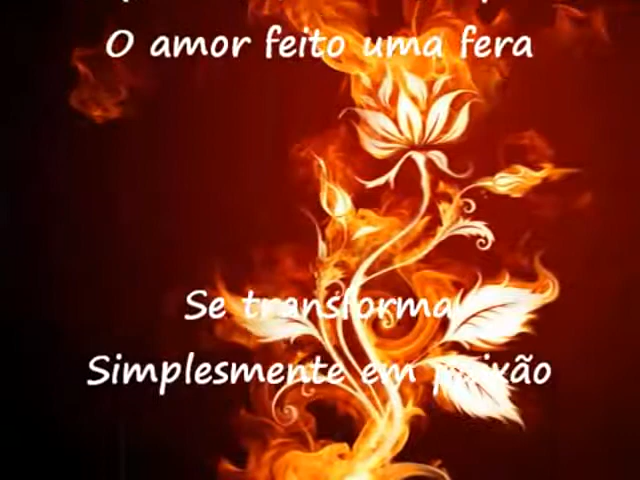 O amor feito uma fera
Se transforma
Simplesmente em paixão